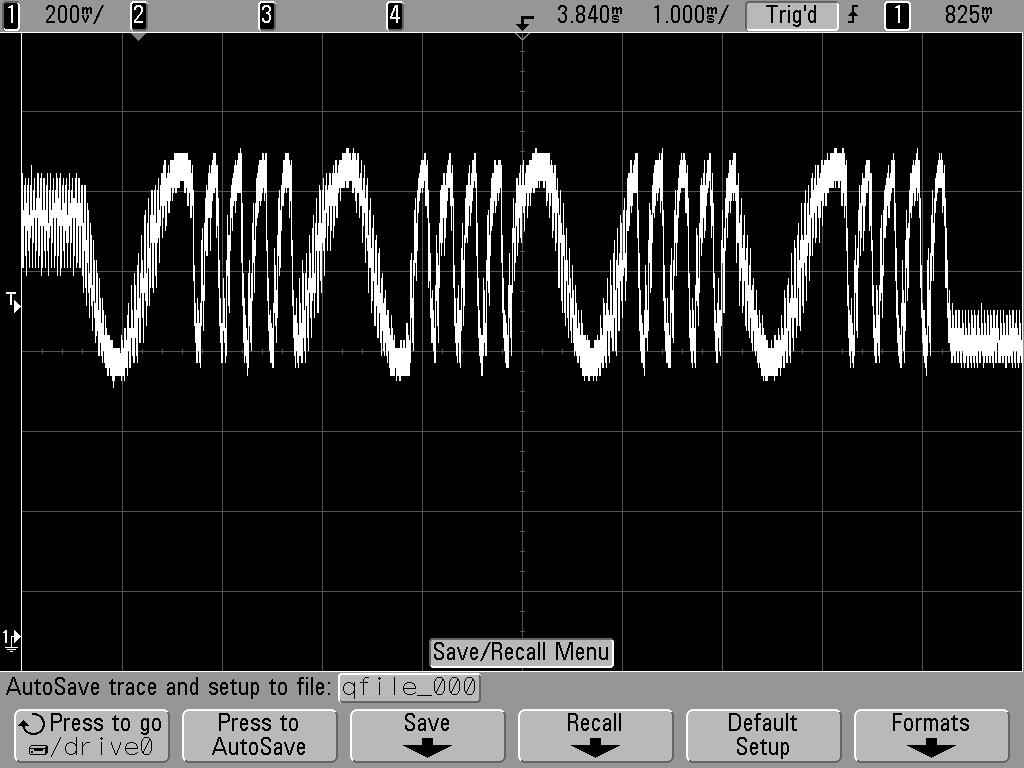 1 200mV/ 2 3 4 3.840ms 1.000ms/ Trig'd 1 825mV
T
1
Save/Recall Menu
AutoSave trace and setup to file: qfile_000
Press to go
/drive0
Press to
AutoSave
Save
Recall
Default
Setup
Formats